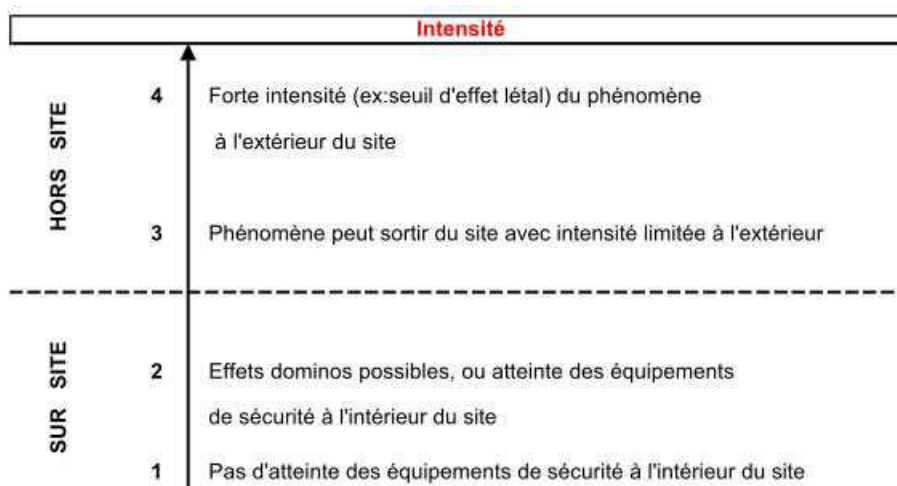 Intensité
HORS SITE
4 Forte intensité (ex:seuil d'effet létal) du phénomène
à l'extérieur du site
3 Phénomène peut sortir du site avec intensité limitée à l'extérieur
SUR SITE
2 Effets dominos possibles, ou atteinte des équipements
de sécurité à l'intérieur du site
1 Pas d'atteinte des équipements de sécurité à l'intérieur du site